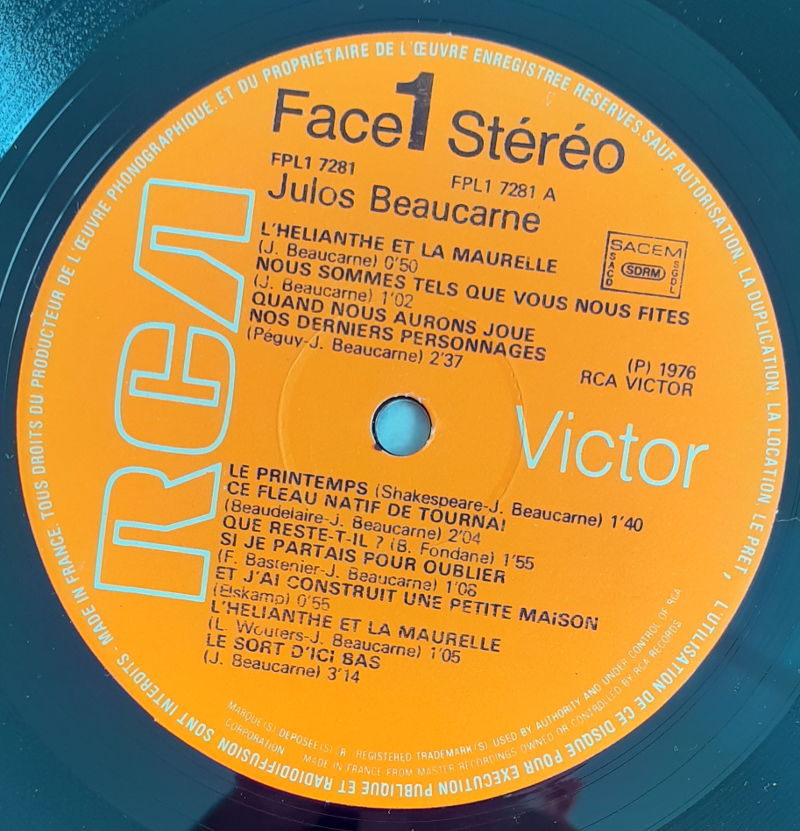 Face 1 Stéréo
FPL1 7281
FPL1 7281 A
Julos Beaucarne
L'HELIANTHE ET LA MAURELLE
(J. Beaucarne) 0'50
NOUS SOMMES TELS QUE VOUS NOUS FITES
(J. Beaucarne) 1'02
QUAND NOUS AURONS JOUE
NOS DERNIERS PERSONNAGES
(Péguy-J. Beaucarne) 2'37
SACEM
SACD
SDRM
SGDL
(P) 1976
RCA VICTOR
RCA
Victor
LE PRINTEMPS (Shakespeare-J. Beaucarne) 1'40
CE FLEAU NATIF DE TOURNAI
(Beaudelaire-J. Beaucarne) 2'04
QUE RESTE-T-IL ? (B. Fondane) 1'55
SI JE PARTAIS POUR OUBLIER
(F. Bastenier-J. Beaucarne) 1'08
ET J'AI CONSTRUIT UNE PETITE MAISON
(Elskamp) 0'55
L'HELIANTHE ET LA MAURELLE
(L. Wouters-J. Beaucarne) 1'05
LE SORT D'ICI BAS
(J. Beaucarne) 3'14
MADE IN FRANCE. TOUS DROITS DU PRODUCTEUR DE L'ŒUVRE PHONOGRAPHIQUE ET DU PROPRIETAIRE DE L'ŒUVRE ENREGISTREE RESERVES. SAUF AUTORISATION, LA DUPLICATION, LA LOCATION, LE PRET, L'UTILISATION DE CE DISQUE POUR EXECUTION PUBLIQUE ET RADIODIFFUSION SONT INTERDITS -
MARQUE(S) DEPOSEE(S) R. REGISTERED TRADEMARK(S) USED BY AUTHORITY AND UNDER CONTROL OF RCA
CORPORATION MADE IN FRANCE FROM MASTER RECORDINGS OWNED OR CONTROLLED BY RCA RECORDS